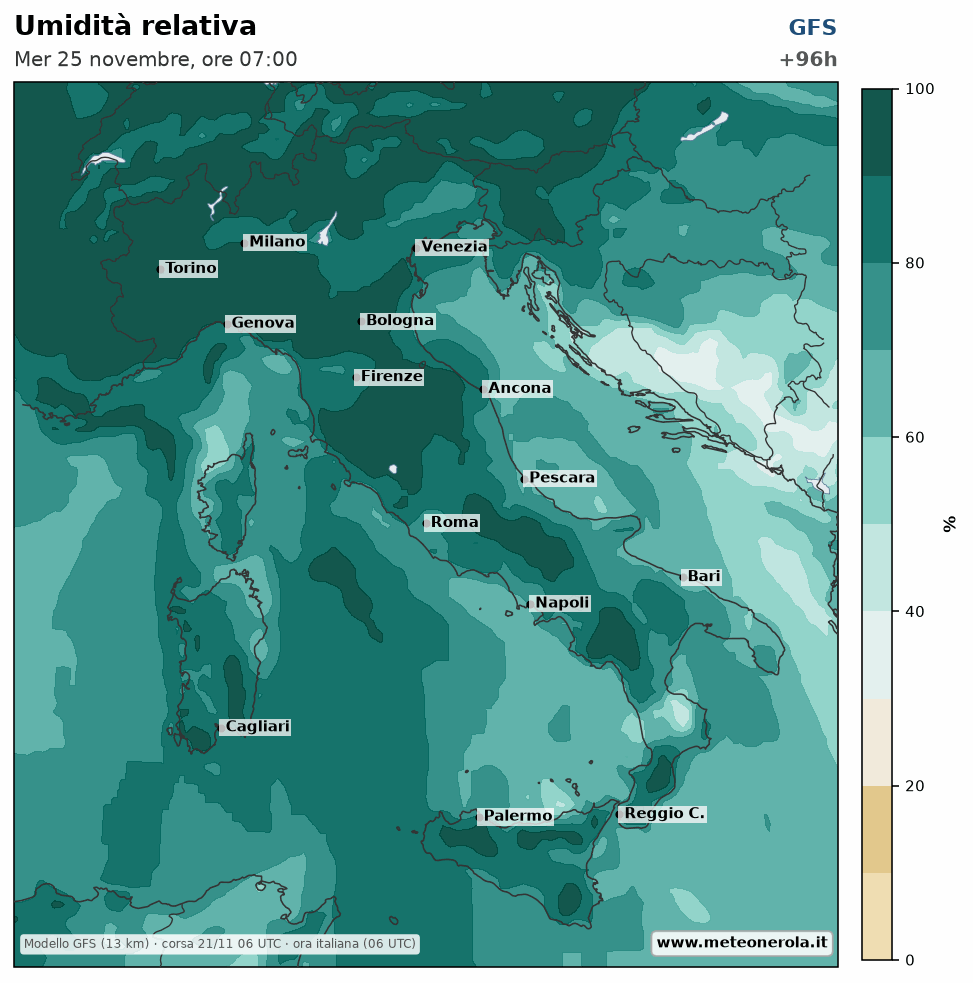 Umidità relativa
GFS
Mer 25 novembre, ore 07:00
+96h
100
80
60
40
20
0
%
Milano
Venezia
Torino
Genova
Bologna
Firenze
Ancona
Pescara
Roma
Bari
Napoli
Cagliari
Palermo
Reggio C.
Modello GFS (13 km) · corsa 21/11 06 UTC · ora italiana (06 UTC)
www.meteonerola.it